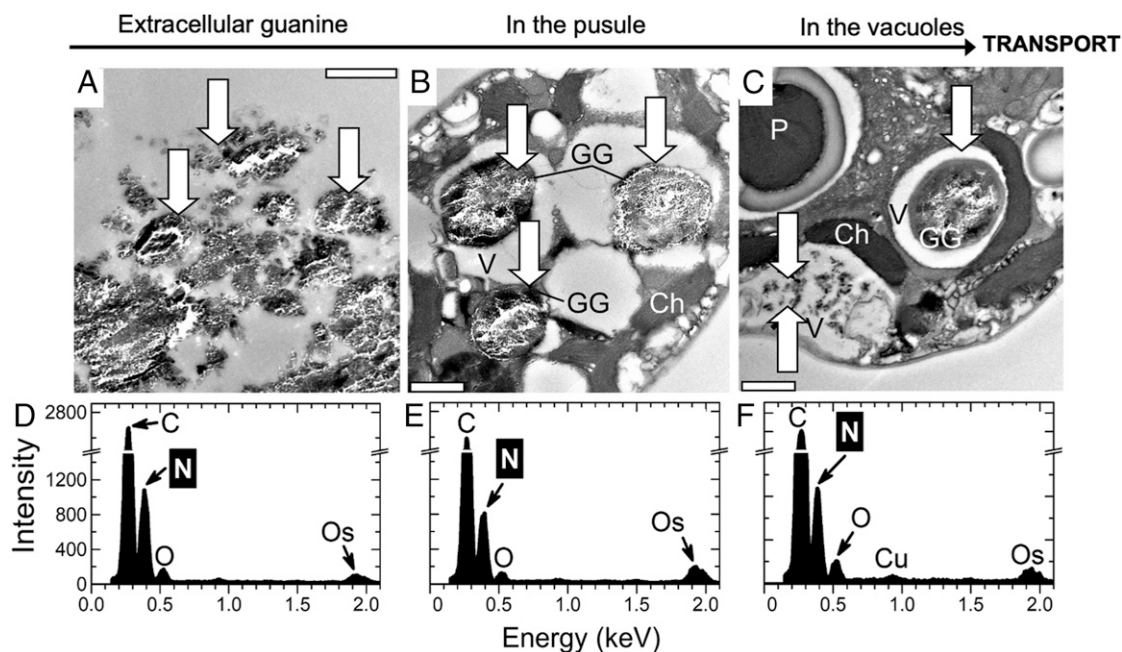 Extracellular guanine In the pusule In the vacuoles
TRANSPORT
A B C
P
GG
V
GG
Ch
V
GG
Ch
V
D E F
2800
1200
800
400
0
Intensity
C
N
O
Os
C
N
O
Os
C
N
O
Cu
Os
0.0 0.5 1.0 1.5 2.0
0.0 0.5 1.0 1.5 2.0
0.0 0.5 1.0 1.5 2.0
Energy (keV)